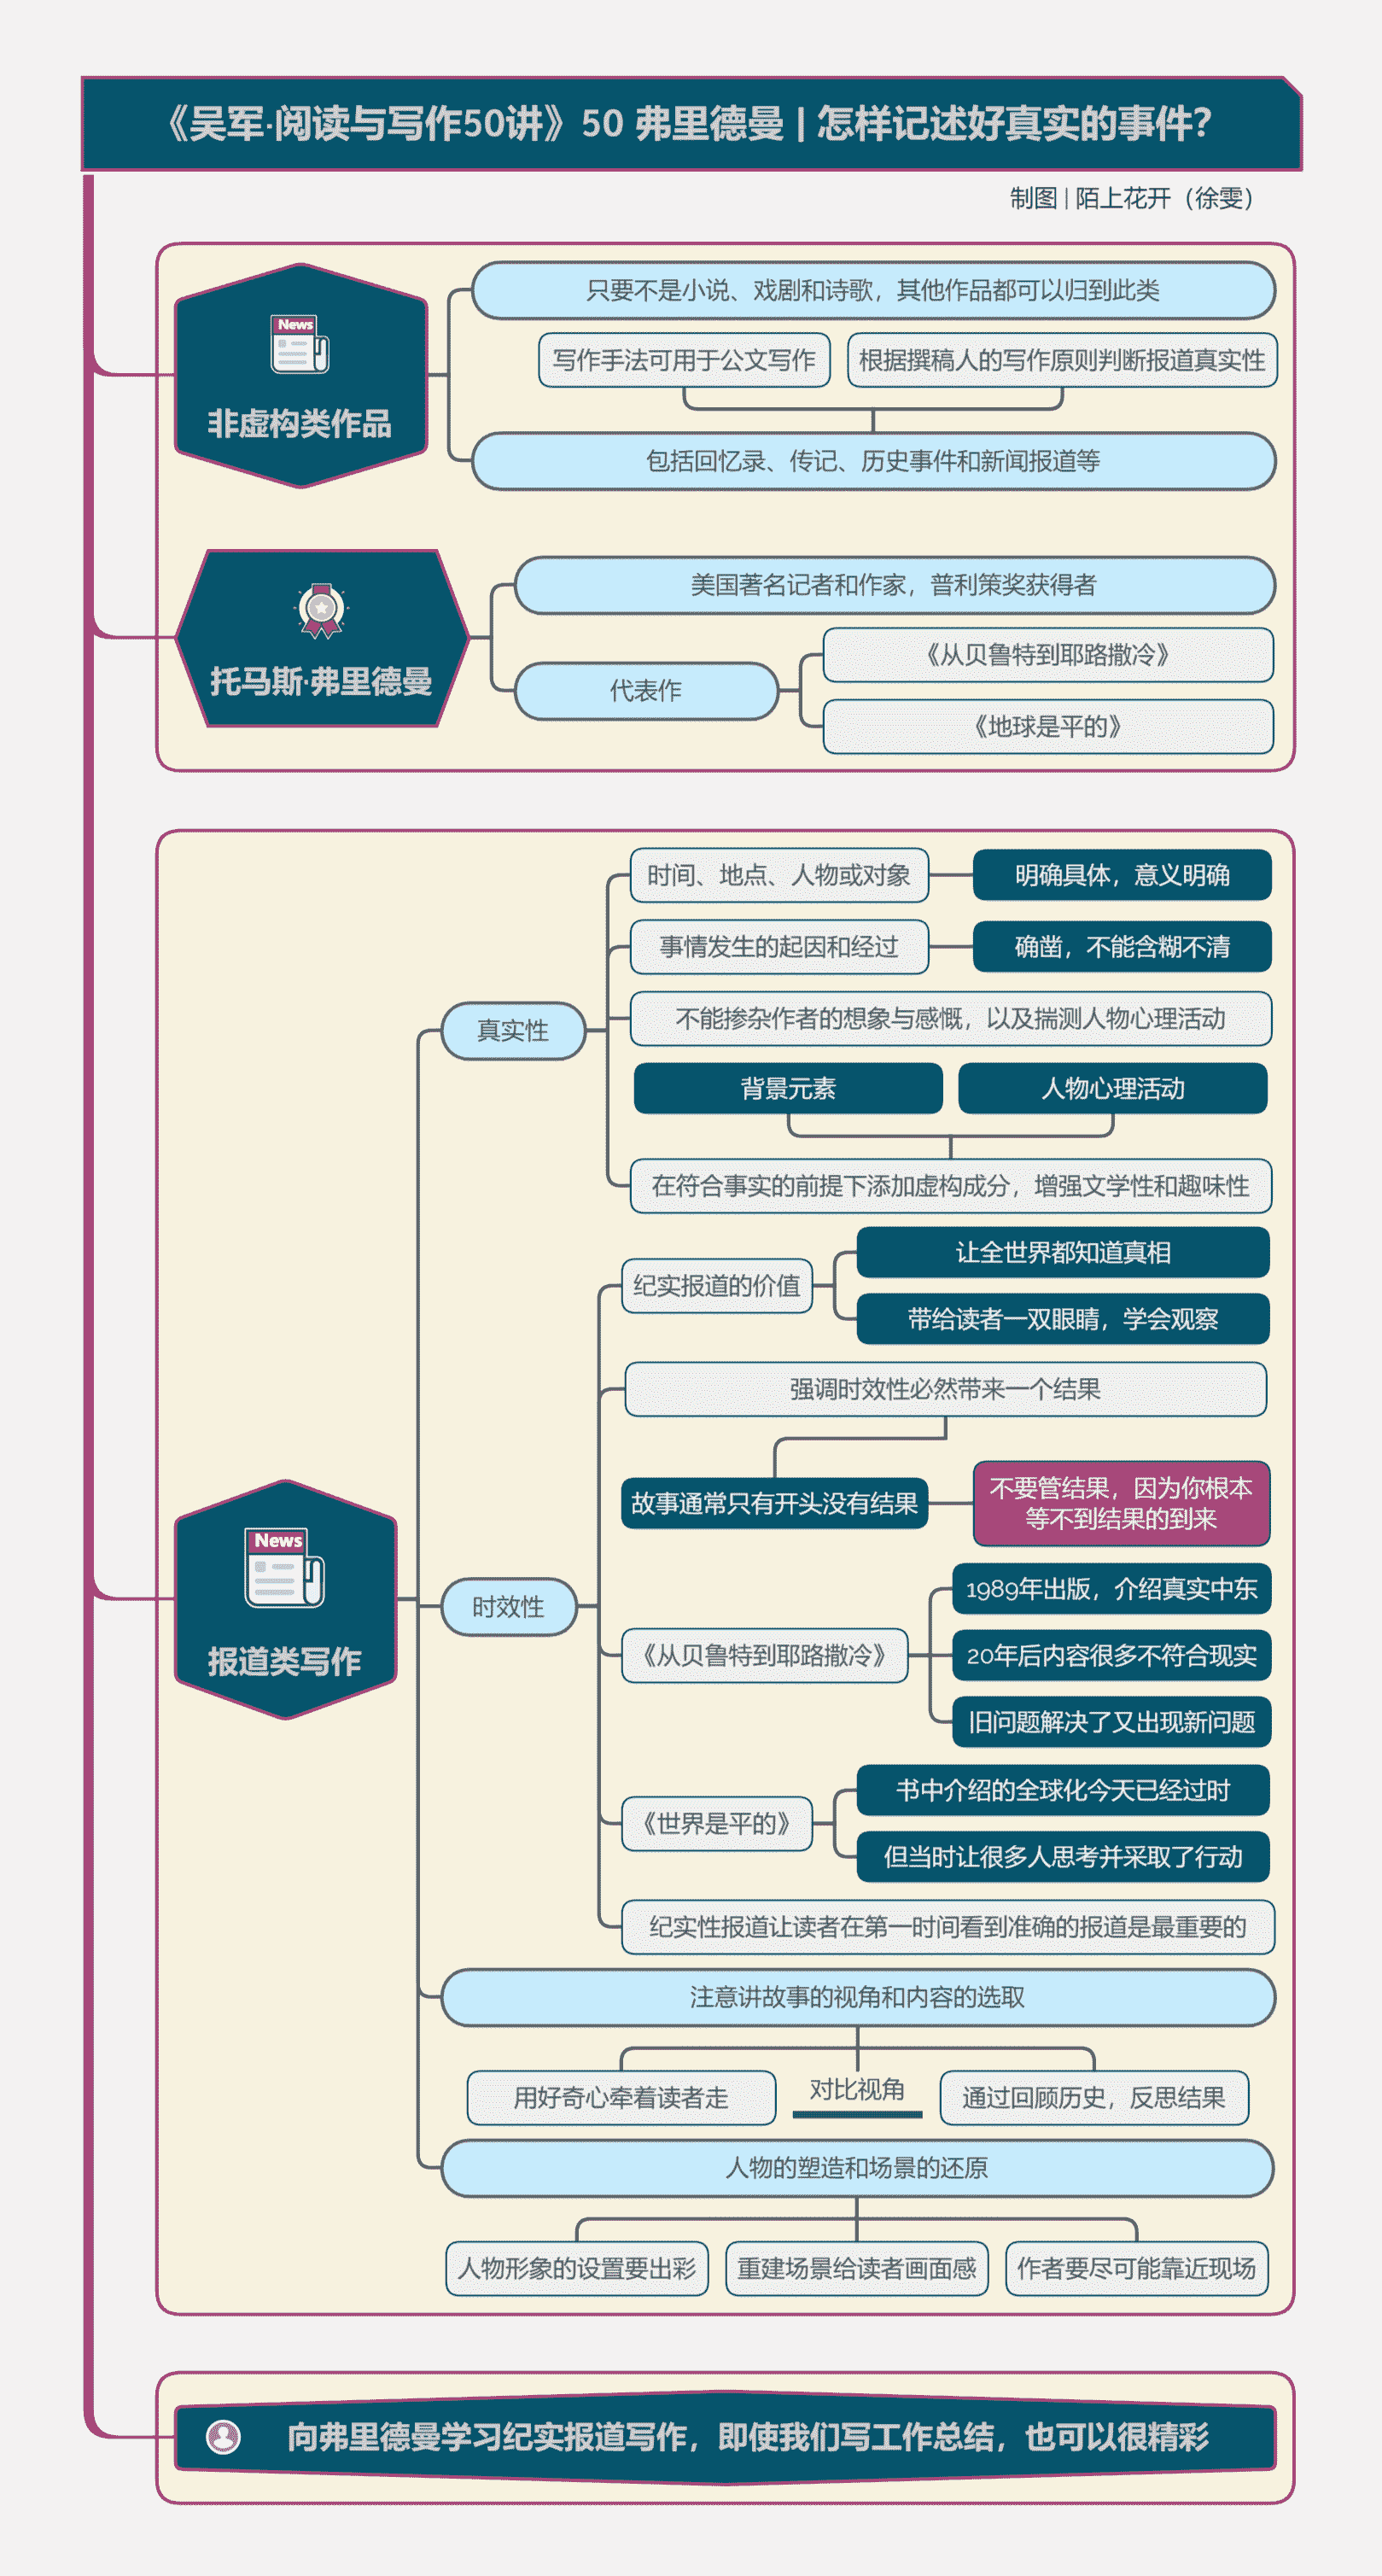 《吴军·阅读与写作50讲》50 弗里德曼 | 怎样记述好真实的事件？
制图 | 陌上花开（徐雯）
News
非虚构类作品
只要不是小说、戏剧和诗歌，其他作品都可以归到此类
写作手法可用于公文写作
根据撰稿人的写作原则判断报道真实性
包括回忆录、传记、历史事件和新闻报道等
托马斯·弗里德曼
美国著名记者和作家，普利策奖获得者
代表作
《从贝鲁特到耶路撒冷》
《地球是平的》
News
报道类写作
真实性
时间、地点、人物或对象
明确具体，意义明确
事情发生的起因和经过
确凿，不能含糊不清
不能掺杂作者的想象与感慨，以及揣测人物心理活动
背景元素
人物心理活动
在符合事实的前提下添加虚构成分，增强文学性和趣味性
时效性
纪实报道的价值
让全世界都知道真相
带给读者一双眼睛，学会观察
强调时效性必然带来一个结果
故事通常只有开头没有结果
不要管结果，因为你根本
等不到结果的到来
《从贝鲁特到耶路撒冷》
1989年出版，介绍真实中东
20年后内容很多不符合现实
旧问题解决了又出现新问题
《世界是平的》
书中介绍的全球化今天已经过时
但当时让很多人思考并采取了行动
纪实性报道让读者在第一时间看到准确的报道是最重要的
注意讲故事的视角和内容的选取
用好奇心牵着读者走
对比视角
通过回顾历史，反思结果
人物的塑造和场景的还原
人物形象的设置要出彩
重建场景给读者画面感
作者要尽可能靠近现场
向弗里德曼学习纪实报道写作，即使我们写工作总结，也可以很精彩